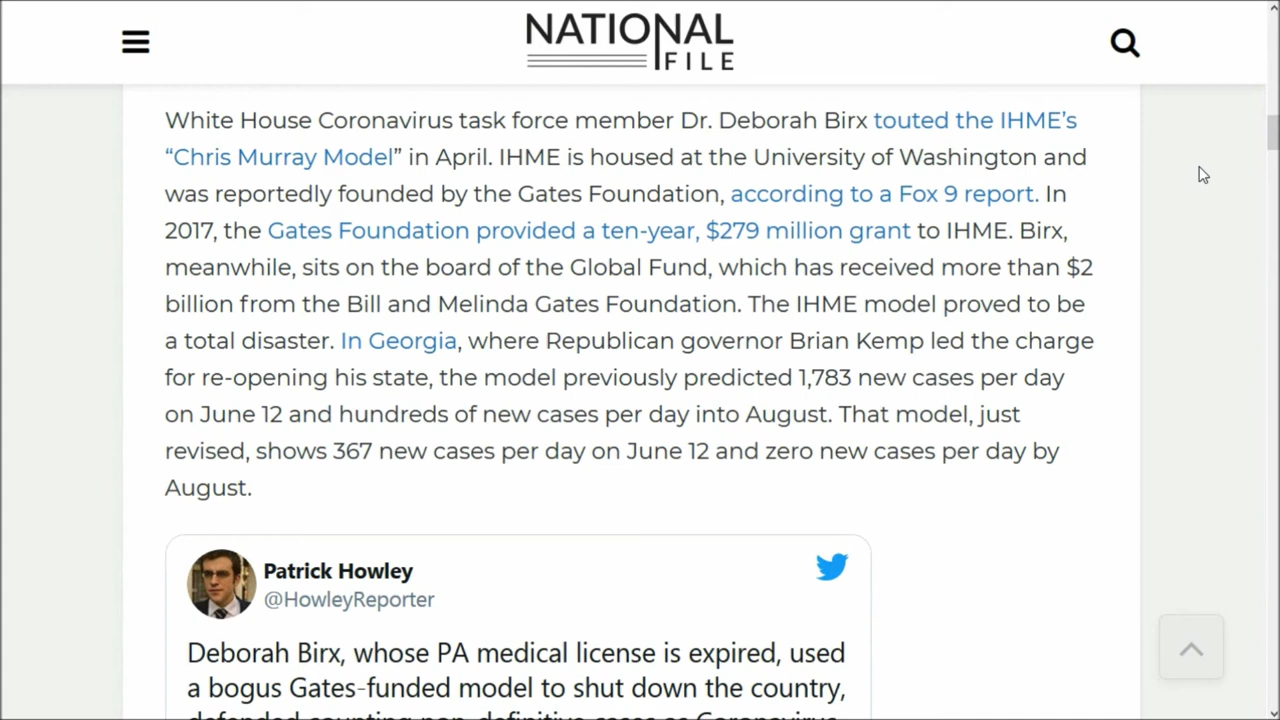 NATIONAL
FILE
White House Coronavirus task force member Dr. Deborah Birx touted the IHME’s
“Chris Murray Model” in April. IHME is housed at the University of Washington and
was reportedly founded by the Gates Foundation, according to a Fox 9 report. In
2017, the Gates Foundation provided a ten-year, $279 million grant to IHME. Birx,
meanwhile, sits on the board of the Global Fund, which has received more than $2
billion from the Bill and Melinda Gates Foundation. The IHME model proved to be
a total disaster. In Georgia, where Republican governor Brian Kemp led the charge
for re-opening his state, the model previously predicted 1,783 new cases per day
on June 12 and hundreds of new cases per day into August. That model, just
revised, shows 367 new cases per day on June 12 and zero new cases per day by
August.
Patrick Howley
@HowleyReporter
Deborah Birx, whose PA medical license is expired, used
a bogus Gates-funded model to shut down the country,
defended counting non-definitive cases as Coronavirus